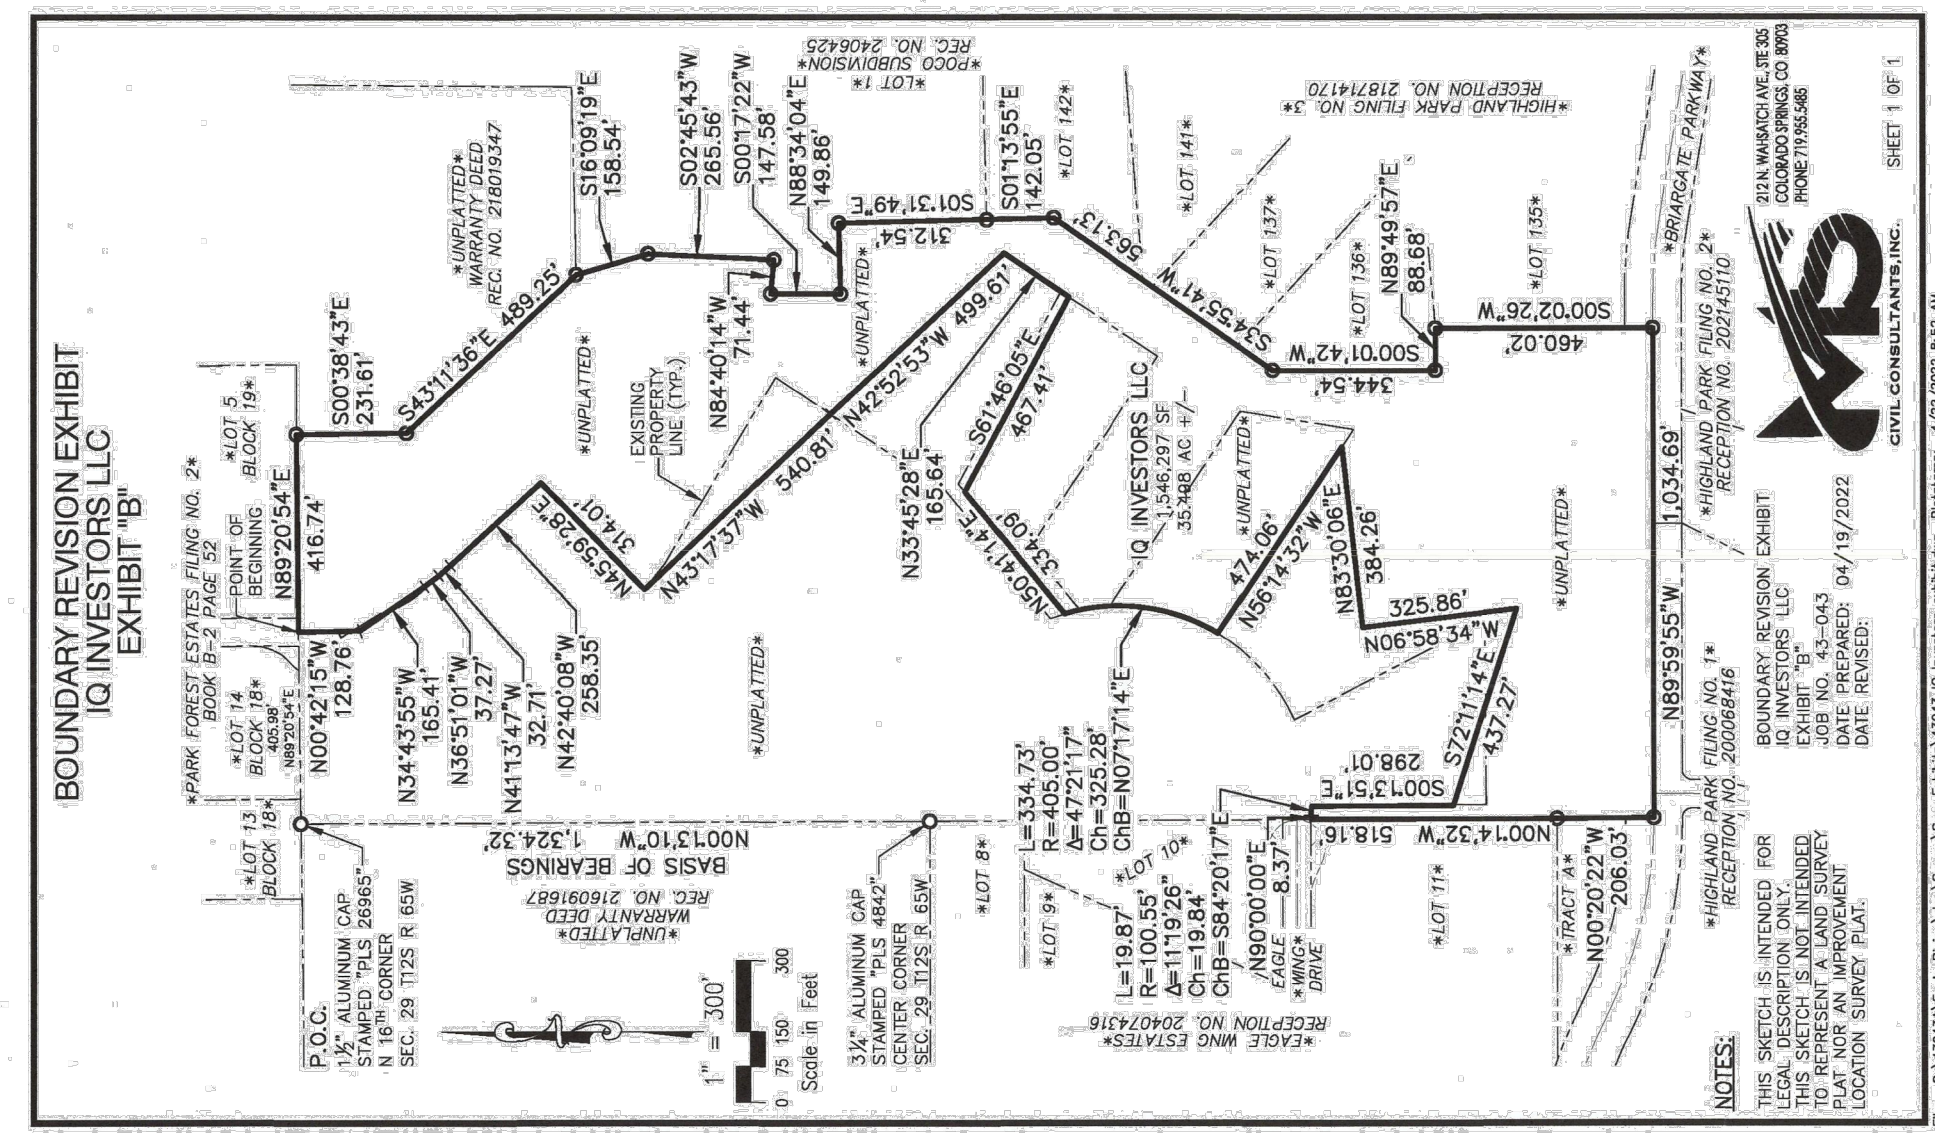 BOUNDARY REVISION EXHIBIT
IQ INVESTORS LLC
EXHIBIT "B"
*PARK FOREST ESTATES FILING NO. 2*
BOOK B-2 PAGE 52
*LOT 13
BLOCK 18*
*LOT 14
BLOCK 18*
405.98'
N89°20'54"E
POINT OF
BEGINNING
*LOT 5
BLOCK 19*
N89°20'54"E
416.74'
S00°38'43"E
231.61'
S43°11'36"E 489.25'
*UNPLATTED*
WARRANTY DEED
REC. NO. 218019347
S16°09'19"E
158.54'
S02°45'43"W
265.56'
S00°17'22"W
147.58'
N88°34'04"E
149.86'
N84°40'14"W
71.44'
*LOT 1*
*POCO SUBDIVISION*
REC. NO. 2406425
S01°31'49"E
312.54'
S01°13'55"E
142.05'
*LOT 142*
*LOT 141*
*HIGHLAND PARK FILING NO. 3*
RECEPTION NO. 218714170
563.13'
S34°55'41"W
*LOT 137*
*LOT 136*
N89°49'57"E
88.68'
*LOT 135*
S00°01'42"W
344.54'
S00°02'26"W
460.02'
*BRIARGATE PARKWAY*
*HIGHLAND PARK FILING NO. 2*
RECEPTION NO. 202145110
P.O.C.
1½" ALUMINUM CAP
STAMPED "PLS 26965"
N 16TH CORNER
SEC. 29 T12S R 65W
N00°42'15"W
128.76'
N34°43'55"W
165.41'
N36°51'01"W
37.27'
N41°13'47"W
32.71'
N42°40'08"W
258.35'
N45°59'28"E
314.01'
*UNPLATTED*
EXISTING
PROPERTY
LINE (TYP.)
N43°17'37"W 540.81'
N42°52'53"W 499.61'
*UNPLATTED*
N33°45'28"E
165.64'
S61°46'05"E
467.41'
N50°41'14"E
334.09'
IQ INVESTORS LLC
1,546,297 SF
35.498 AC +/-
*UNPLATTED*
474.06'
N56°14'32"W
N83°30'06"E
384.26'
325.86'
N06°58'34"W
*UNPLATTED*
S72°11'14"E
437.27'
S00°13'51"E
298.01'
*UNPLATTED*
N00°13'10"W 1,324.32'
BASIS OF BEARINGS
*UNPLATTED*
WARRANTY DEED
REC. NO. 216091687
1" = 300'
0 75 150 300
Scale in Feet
3¼" ALUMINUM CAP
STAMPED "PLS 4842"
CENTER CORNER
SEC. 29 T12S R 65W
*LOT 8*
L=334.73'
R=405.00'
Δ=47°21'17"
Ch=325.28'
ChB=N07°17'14"E
*LOT 9*
*LOT 10*
L=19.87'
R=100.55'
Δ=11°19'26"
Ch=19.84'
ChB=S84°20'17"E
N90°00'00"E
8.37'
EAGLE
*WING*
DRIVE
*EAGLE WING ESTATES*
RECEPTION NO. 204074316
N00°14'32"W
518.16'
*LOT 11*
*TRACT A*
N00°20'22"W
206.03'
N89°59'55"W 1,034.69'
*HIGHLAND PARK FILING NO. 1*
RECEPTION NO. 200068416
NOTES:
THIS SKETCH IS INTENDED FOR
LEGAL DESCRIPTION ONLY.
THIS SKETCH IS NOT INTENDED
TO REPRESENT A LAND SURVEY
PLAT NOR AN IMPROVEMENT
LOCATION SURVEY PLAT.
BOUNDARY REVISION EXHIBIT
IQ INVESTORS LLC
EXHIBIT "B"
JOB NO. 43-043
DATE PREPARED: 04/19/2022
DATE REVISED:
CIVIL CONSULTANTS, INC.
212 N. WAHSATCH AVE., STE 305
COLORADO SPRINGS, CO 80903
PHONE: 719.955.5485
SHEET 1 OF 1